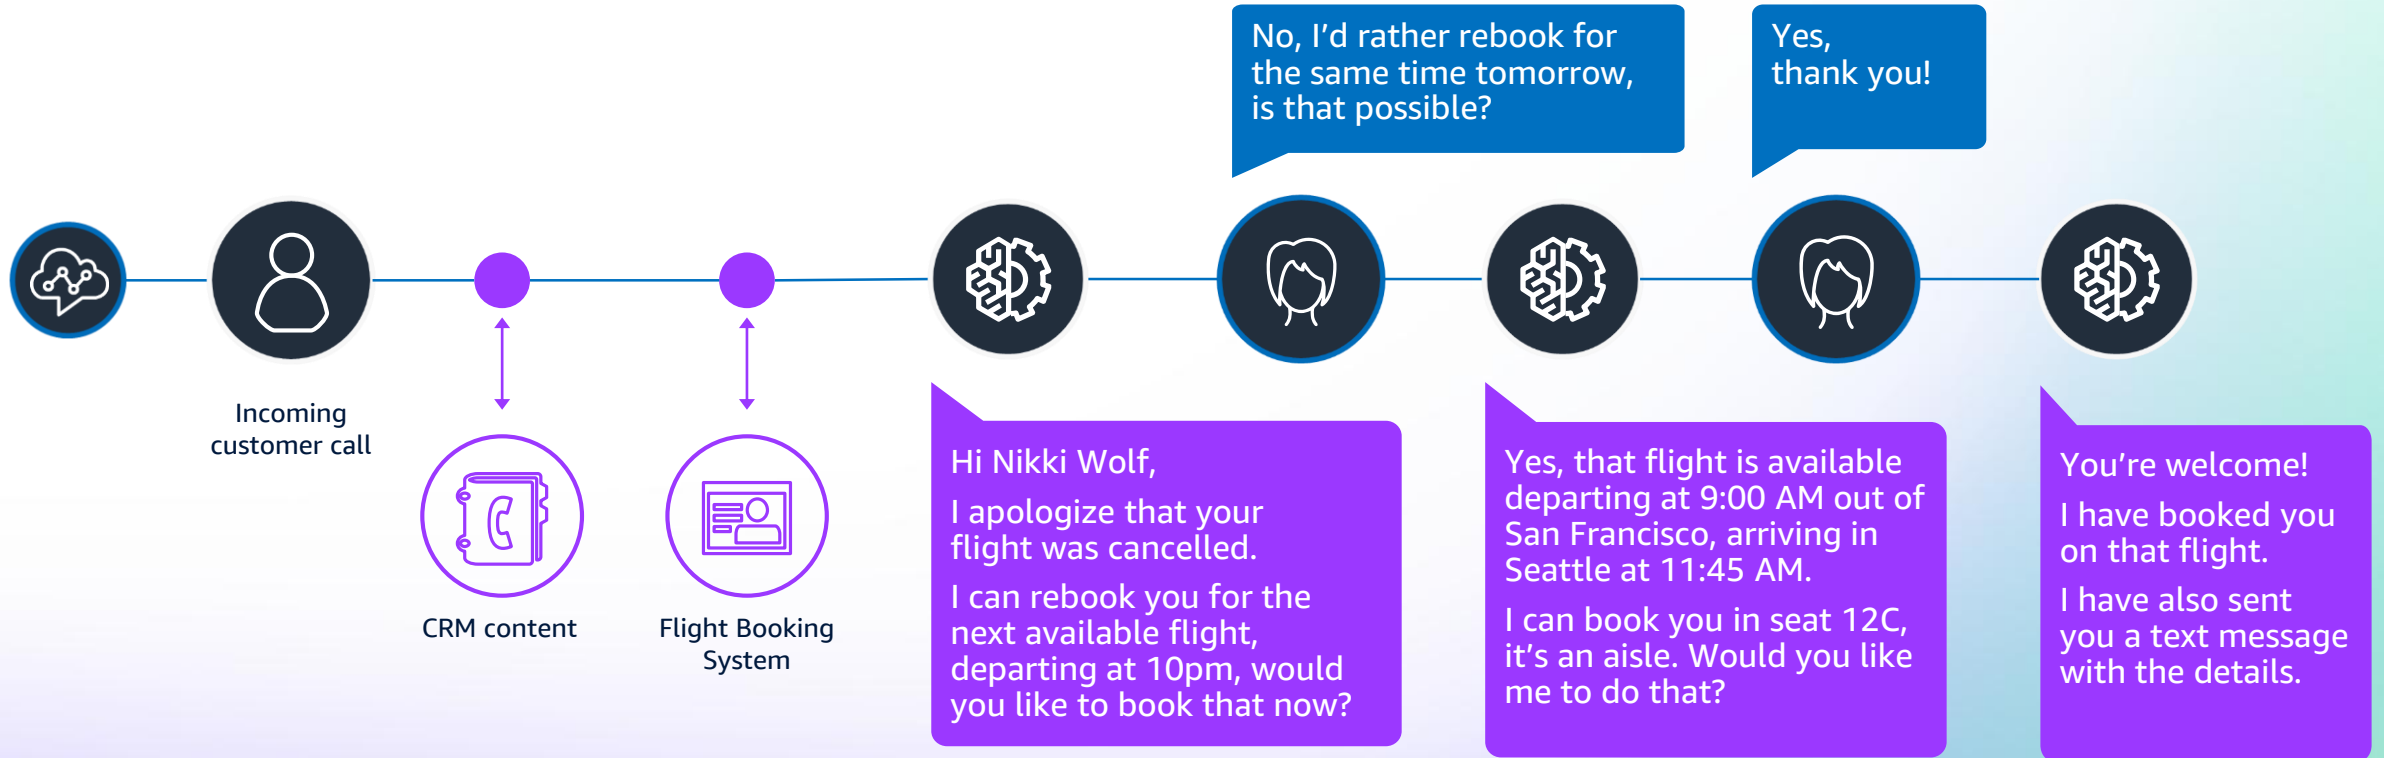 Incoming
customer call
CRM content
Flight Booking
System
Hi Nikki Wolf,
I apologize that your
flight was cancelled.
I can rebook you for the
next available flight,
departing at 10pm, would
you like to book that now?
No, I’d rather rebook for
the same time tomorrow,
is that possible?
Yes, that flight is available
departing at 9:00 AM out of
San Francisco, arriving in
Seattle at 11:45 AM.
I can book you in seat 12C,
it’s an aisle. Would you like
me to do that?
Yes,
thank you!
You’re welcome!
I have booked you
on that flight.
I have also sent
you a text message
with the details.